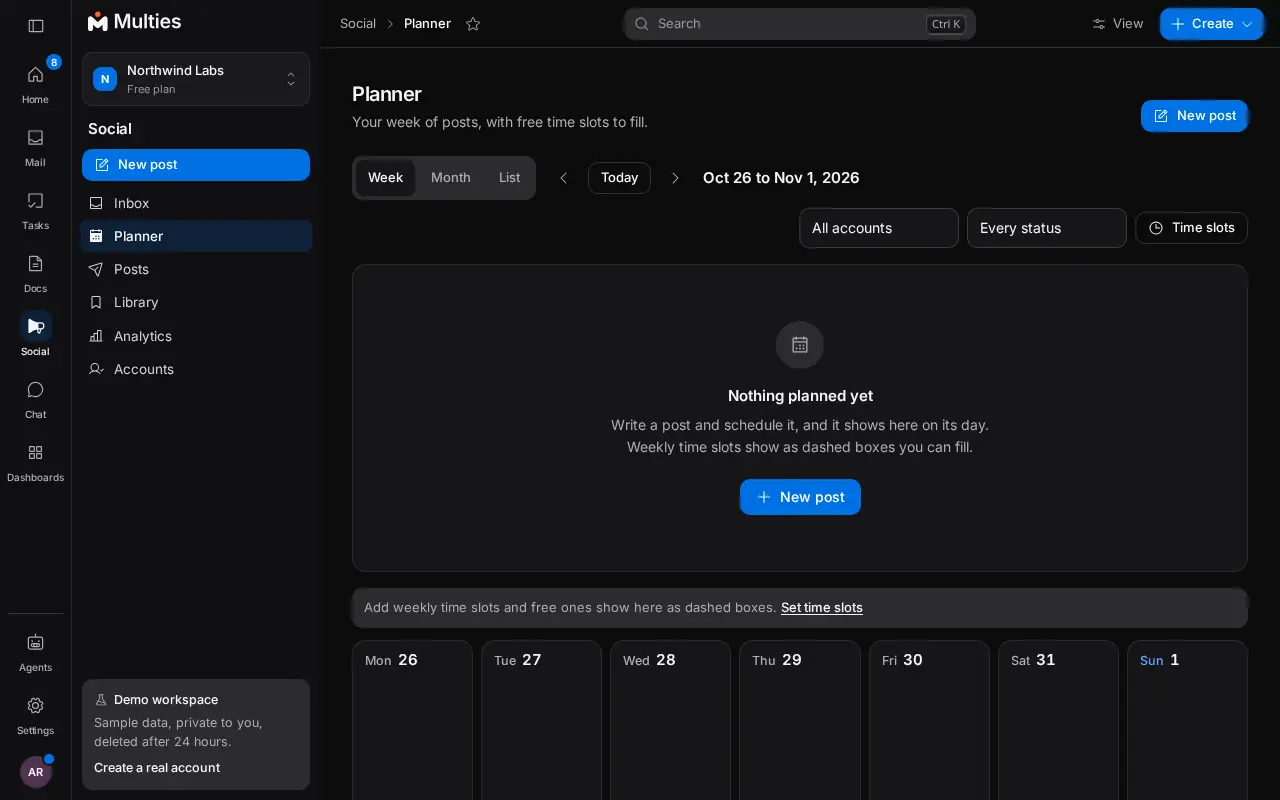 Multies
Social
Planner
Search
Ctrl K
View
Create
8
Home
Mail
Tasks
Docs
Social
Chat
Dashboards
Agents
Settings
AR
N
Northwind Labs
Free plan
Social
New post
Inbox
Planner
Posts
Library
Analytics
Accounts
Demo workspace
Sample data, private to you,
deleted after 24 hours.
Create a real account
Planner
Your week of posts, with free time slots to fill.
New post
Week
Month
List
Today
Oct 26 to Nov 1, 2026
All accounts
Every status
Time slots
Nothing planned yet
Write a post and schedule it, and it shows here on its day.
Weekly time slots show as dashed boxes you can fill.
New post
Add weekly time slots and free ones show here as dashed boxes. Set time slots
Mon 26
Tue 27
Wed 28
Thu 29
Fri 30
Sat 31
Sun 1